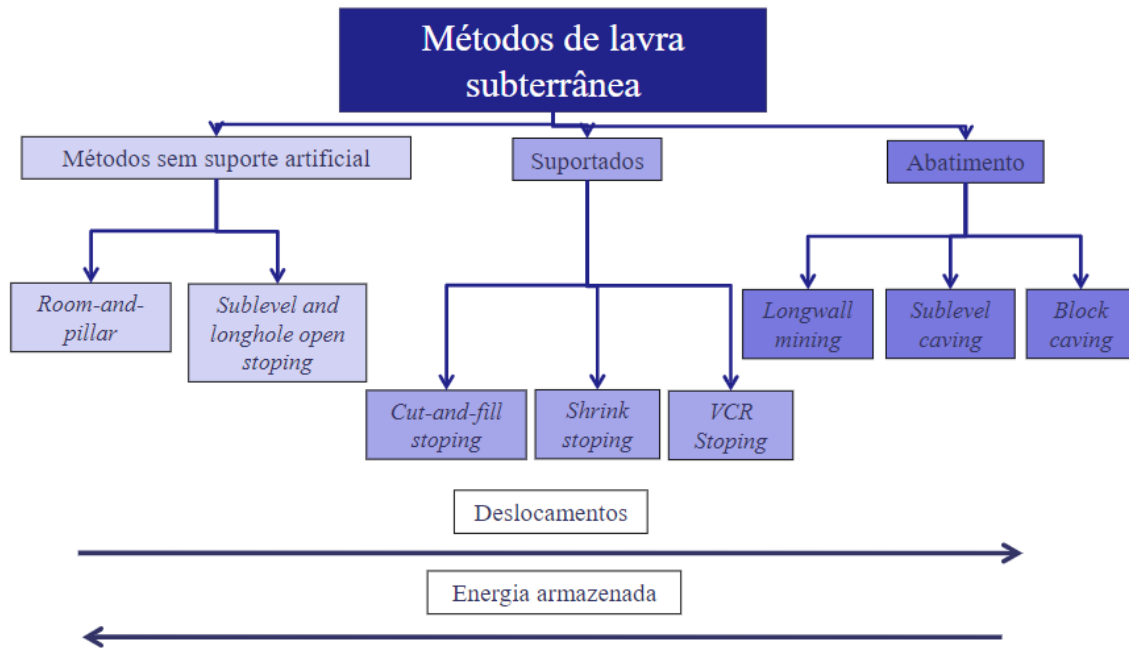 Métodos de lavra
subterrânea
Métodos sem suporte artificial
Suportados
Abatimento
Room-and-
pillar
Sublevel and
longhole open
stoping
Longwall
mining
Sublevel
caving
Block
caving
Cut-and-fill
stoping
Shrink
stoping
VCR
Stoping
Deslocamentos
Energia armazenada